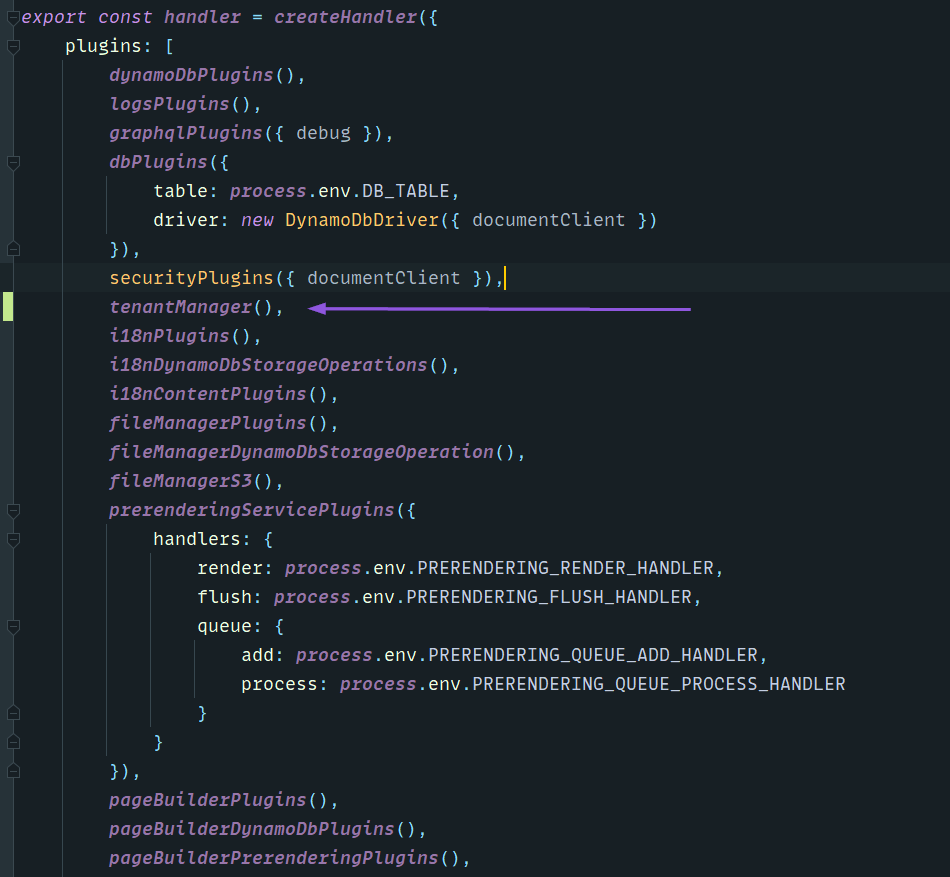 export const handler = createHandler({
    plugins: [
        dynamoDbPlugins(),
        logsPlugins(),
        graphqlPlugins({ debug }),
        dbPlugins({
            table: process.env.DB_TABLE,
            driver: new DynamoDbDriver({ documentClient })
        }),
        securityPlugins({ documentClient }),
        tenantManager(),
        i18nPlugins(),
        i18nDynamoDbStorageOperations(),
        i18nContentPlugins(),
        fileManagerPlugins(),
        fileManagerDynamoDbStorageOperation(),
        fileManagerS3(),
        prerenderingServicePlugins({
            handlers: {
                render: process.env.PRERENDERING_RENDER_HANDLER,
                flush: process.env.PRERENDERING_FLUSH_HANDLER,
                queue: {
                    add: process.env.PRERENDERING_QUEUE_ADD_HANDLER,
                    process: process.env.PRERENDERING_QUEUE_PROCESS_HANDLER
                }
            }
        }),
        pageBuilderPlugins(),
        pageBuilderDynamoDbPlugins(),
        pageBuilderPrerenderingPlugins(),